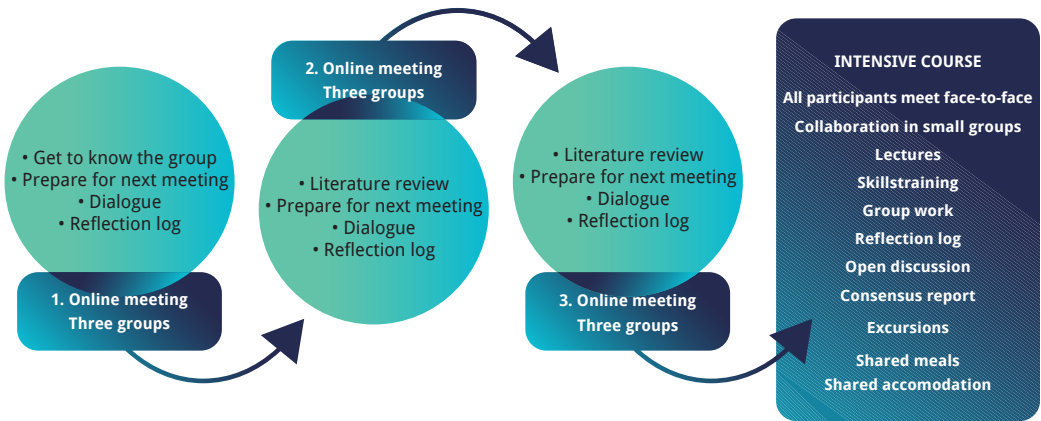 • Get to know the group
• Prepare for next meeting
• Dialogue
• Reflection log
1. Online meeting
Three groups
2. Online meeting
Three groups
• Literature review
• Prepare for next meeting
• Dialogue
• Reflection log
• Literature review
• Prepare for next meeting
• Dialogue
• Reflection log
3. Online meeting
Three groups
INTENSIVE COURSE
All participants meet face-to-face
Collaboration in small groups
Lectures
Skillstraining
Group work
Reflection log
Open discussion
Consensus report
Excursions
Shared meals
Shared accomodation